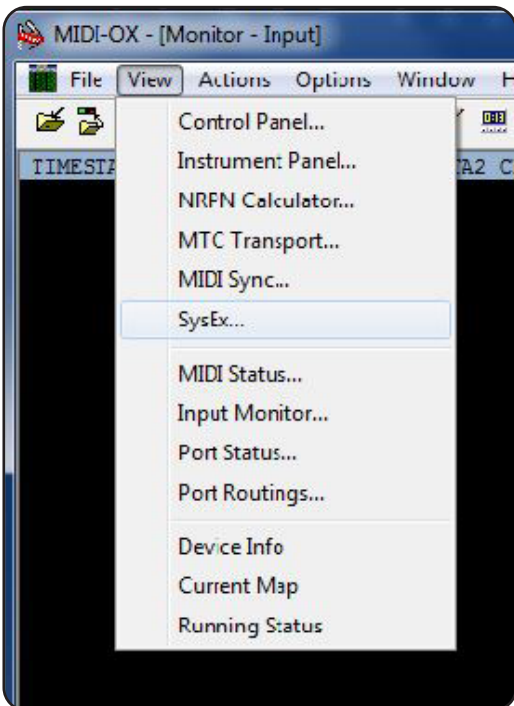 MIDI-OX - [Monitor - Input]
File View Actions Options Window H
Control Panel...
TIMESTA A2 C
Instrument Panel...
NRPN Calculator...
MTC Transport...
MIDI Sync...
SysEx...
MIDI Status...
Input Monitor...
Port Status...
Port Routings...
Device Info
Current Map
Running Status